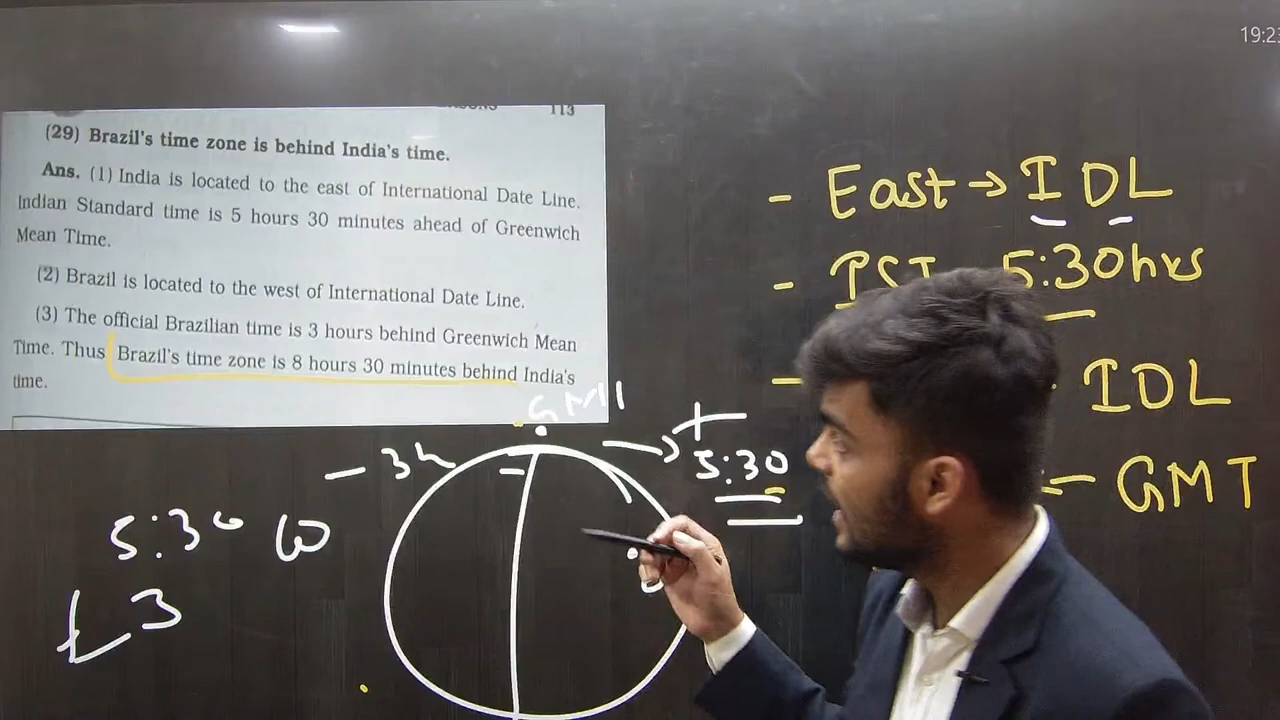 19:23
113
(29) Brazil's time zone is behind India's time.
Ans. (1) India is located to the east of International Date Line.
Indian Standard time is 5 hours 30 minutes ahead of Greenwich
Mean Time.
(2) Brazil is located to the west of International Date Line.
(3) The official Brazilian time is 3 hours behind Greenwich Mean
Time. Thus Brazil's time zone is 8 hours 30 minutes behind India's
time.
- East → IDL
- IST 5:30hrs
- IDL
← GMT
GMT
- 3h
+
5:30
5:30 W
+ 3